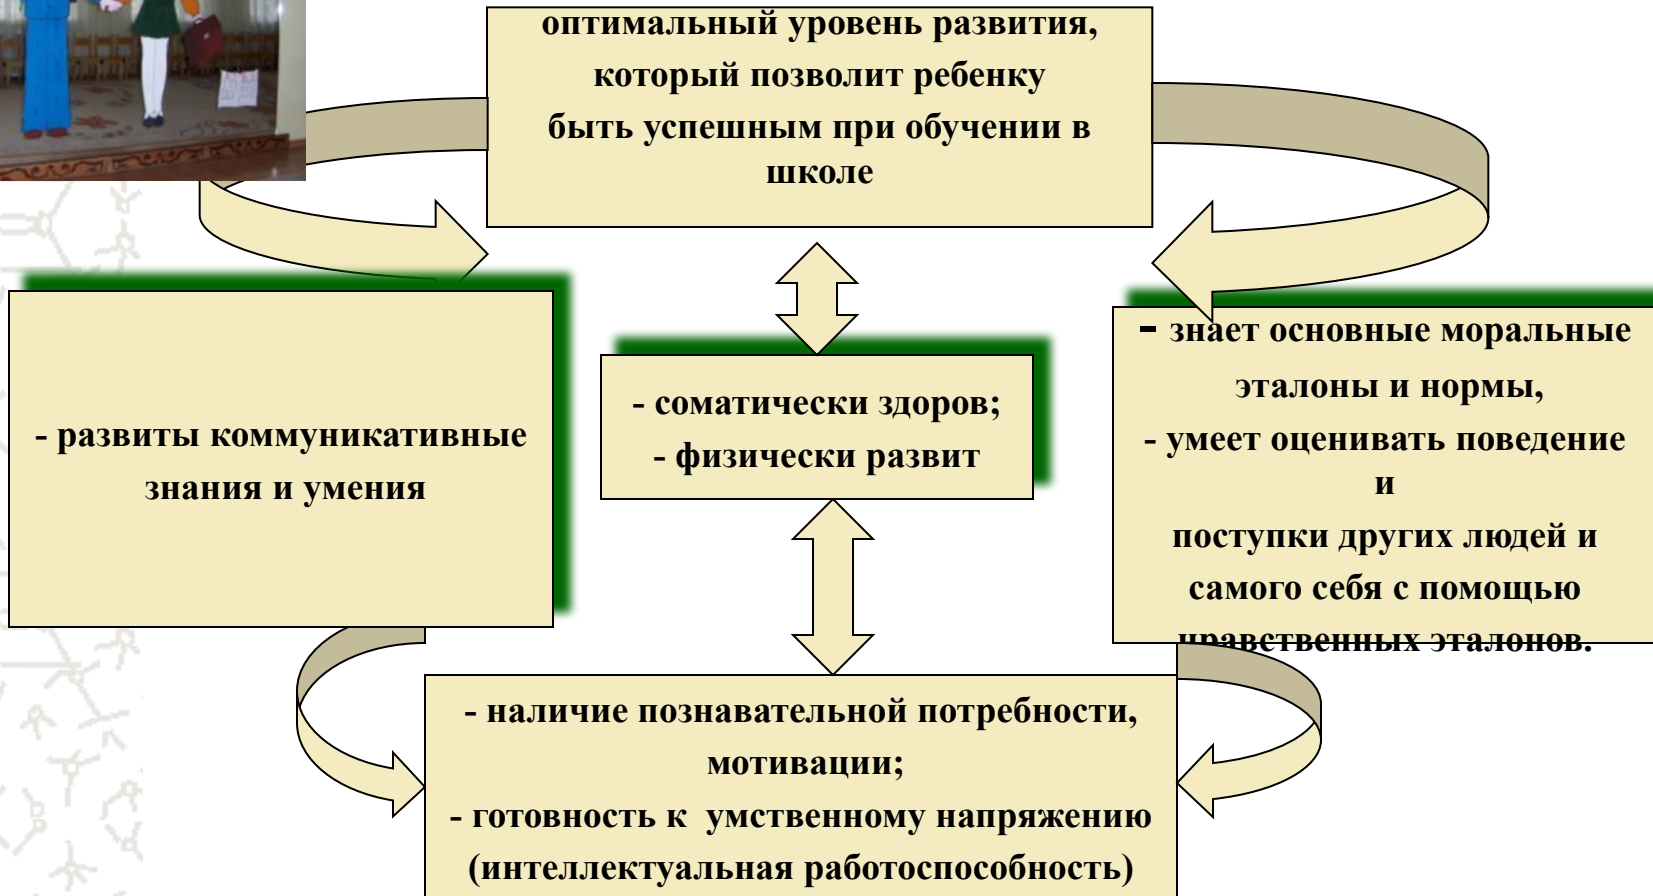 оптимальный уровень развития,
который позволит ребенку
быть успешным при обучении в
школе
- развиты коммуникативные
знания и умения
- соматически здоров;
- физически развит
- знает основные моральные
эталоны и нормы,
- умеет оценивать поведение
и
поступки других людей и
самого себя с помощью
нравственных эталонов.
- наличие познавательной потребности,
мотивации;
- готовность к умственному напряжению
(интеллектуальная работоспособность)